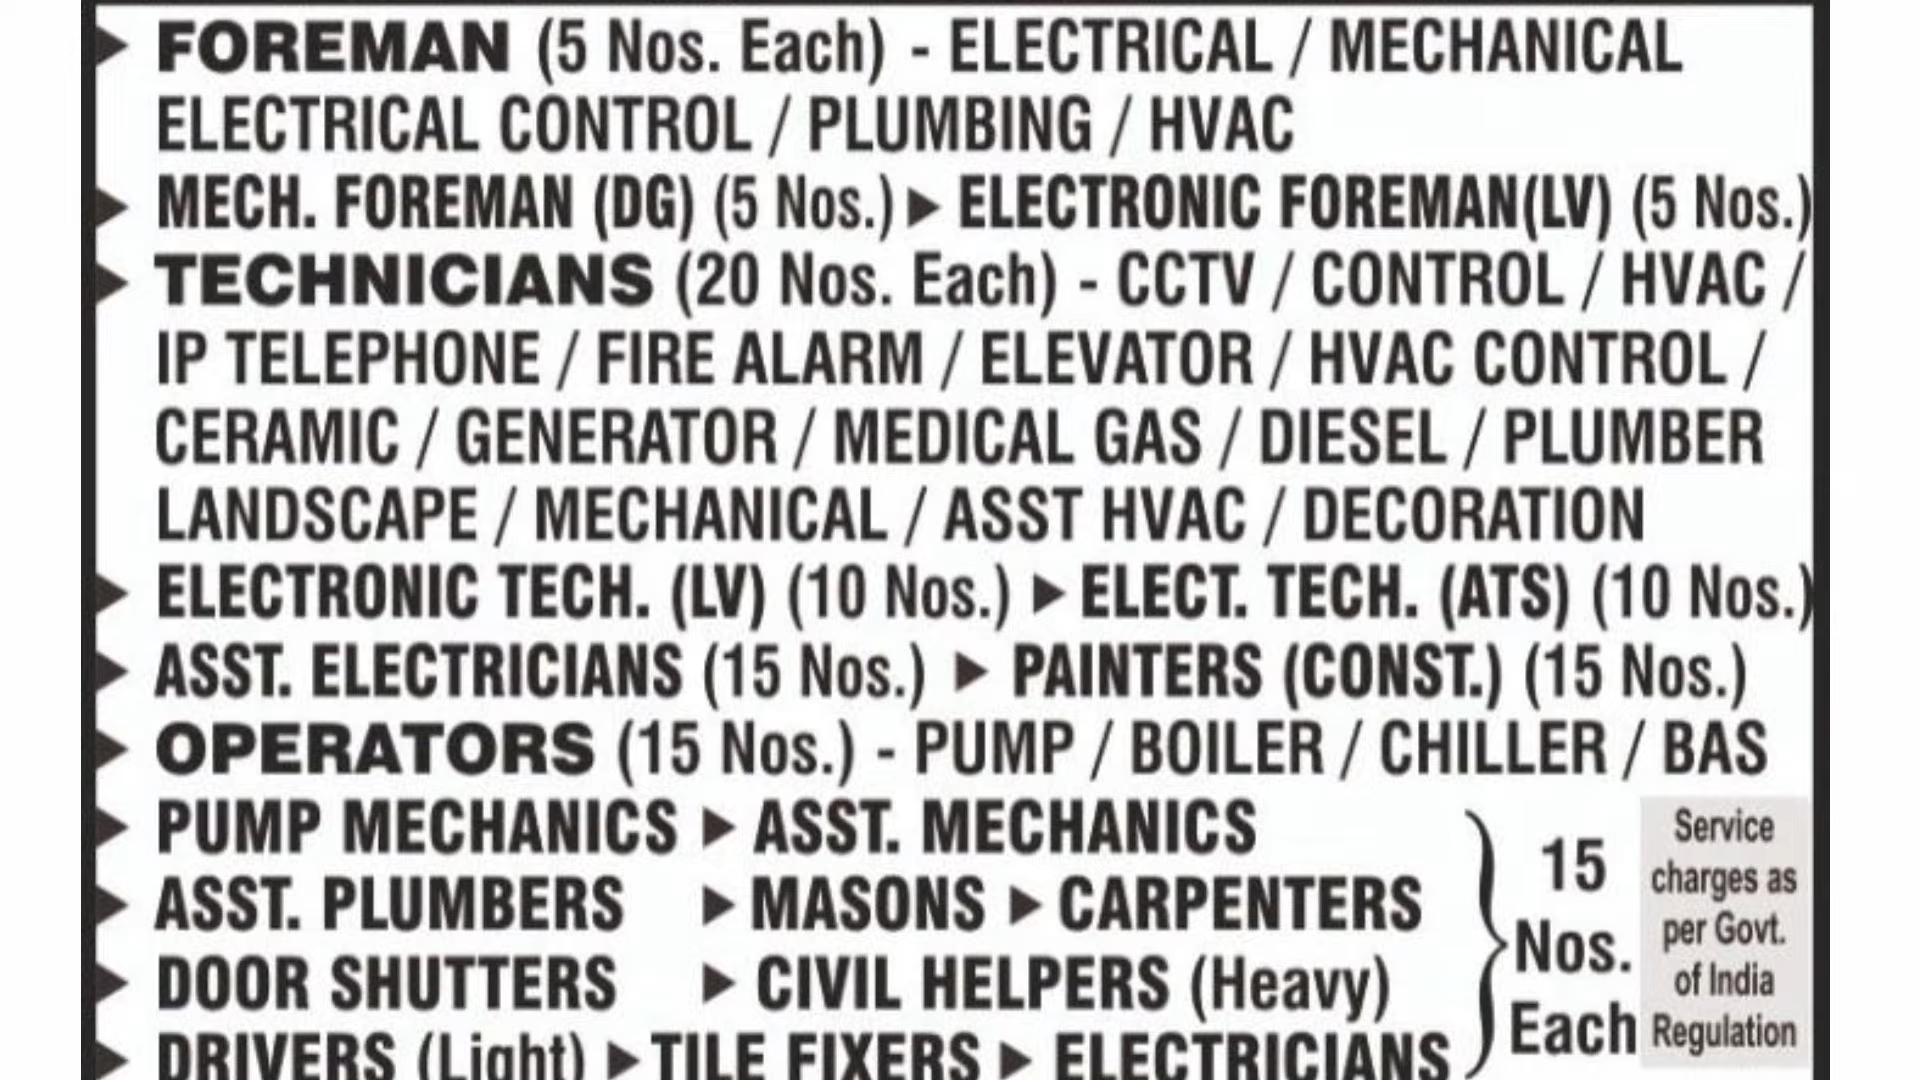 ► FOREMAN (5 Nos. Each) - ELECTRICAL / MECHANICAL
ELECTRICAL CONTROL / PLUMBING / HVAC
► MECH. FOREMAN (DG) (5 Nos.) ► ELECTRONIC FOREMAN(LV) (5 Nos.)
► TECHNICIANS (20 Nos. Each) - CCTV / CONTROL / HVAC /
IP TELEPHONE / FIRE ALARM / ELEVATOR / HVAC CONTROL /
CERAMIC / GENERATOR / MEDICAL GAS / DIESEL / PLUMBER
LANDSCAPE / MECHANICAL / ASST HVAC / DECORATION
► ELECTRONIC TECH. (LV) (10 Nos.) ► ELECT. TECH. (ATS) (10 Nos.)
► ASST. ELECTRICIANS (15 Nos.) ► PAINTERS (CONST.) (15 Nos.)
► OPERATORS (15 Nos.) - PUMP / BOILER / CHILLER / BAS
► PUMP MECHANICS ► ASST. MECHANICS
► ASST. PLUMBERS ► MASONS ► CARPENTERS
► DOOR SHUTTERS ► CIVIL HELPERS (Heavy)
► DRIVERS (Light) ► TILE FIXERS ► ELECTRICIANS
15
Nos.
Each
Service
charges as
per Govt.
of India
Regulation